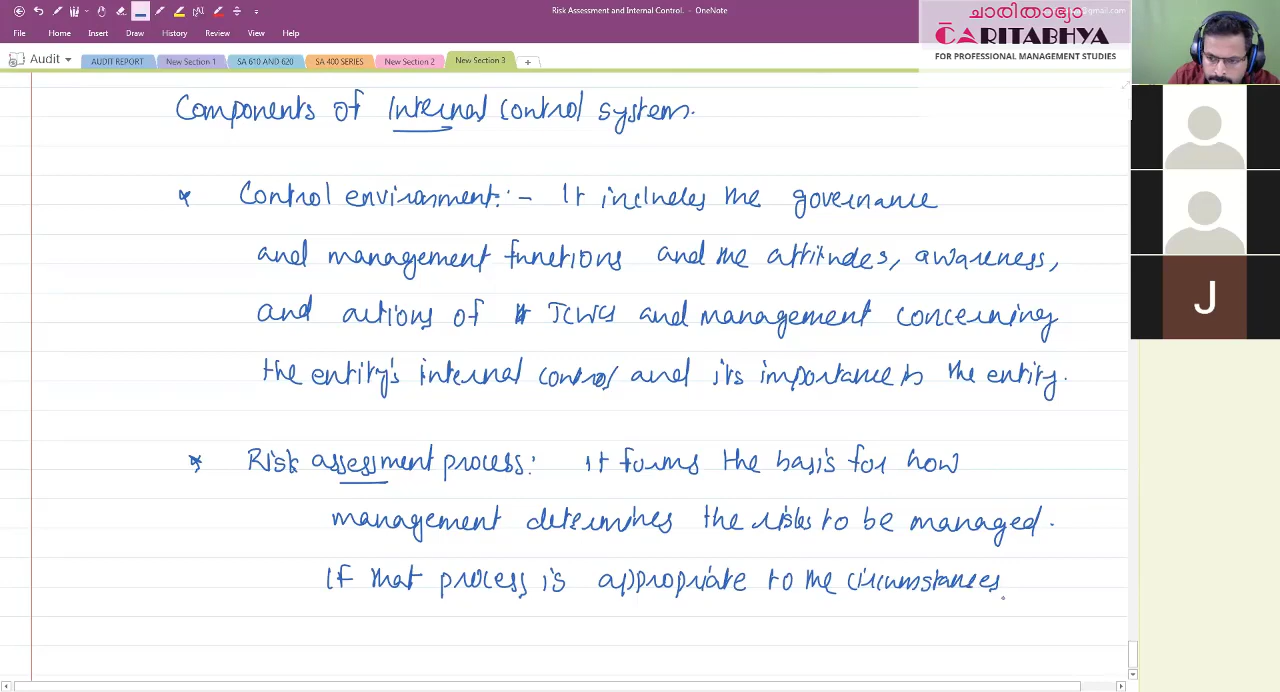 Risk Assessment and Internal Control. - OneNote
File Home Insert Draw History Review View Help
ചാരിതാഭ്യാ
CARITABHYA
FOR PROFESSIONAL MANAGEMENT STUDIES
Audit AUDIT REPORT New Section 1 SA 610 AND 620 SA 400 SERIES New Section 2 New Section 3
Components of Internal control system.
* Control environment:- It includes the governance
and management functions and the attitudes, awareness,
and actions of TCWG and management concerning
the entity's internal control and its importance to the entity.
* Risk assessment process: It forms the basis for how
management determines the risks to be managed.
If that process is appropriate to the circumstances
J